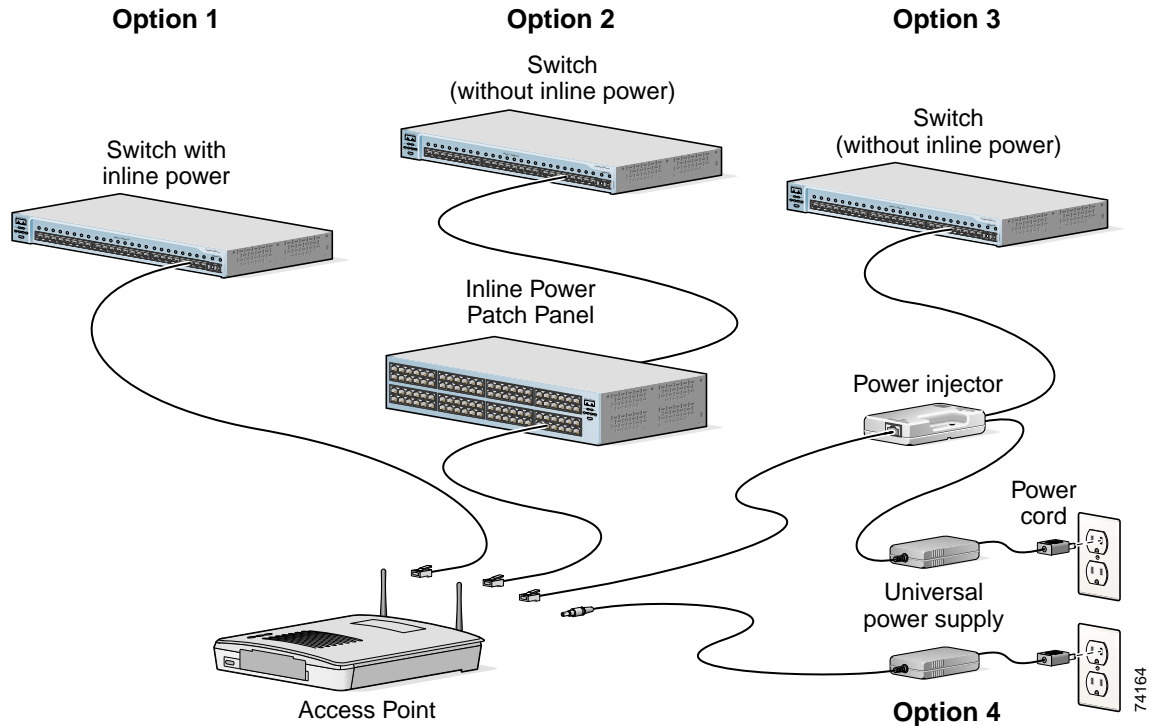 Option 1
Option 2
Option 3
Switch
(without inline power)
Switch with
inline power
Switch
(without inline power)
Inline Power
Patch Panel
Power injector
Power
cord
Universal
power supply
Access Point
Option 4
74164